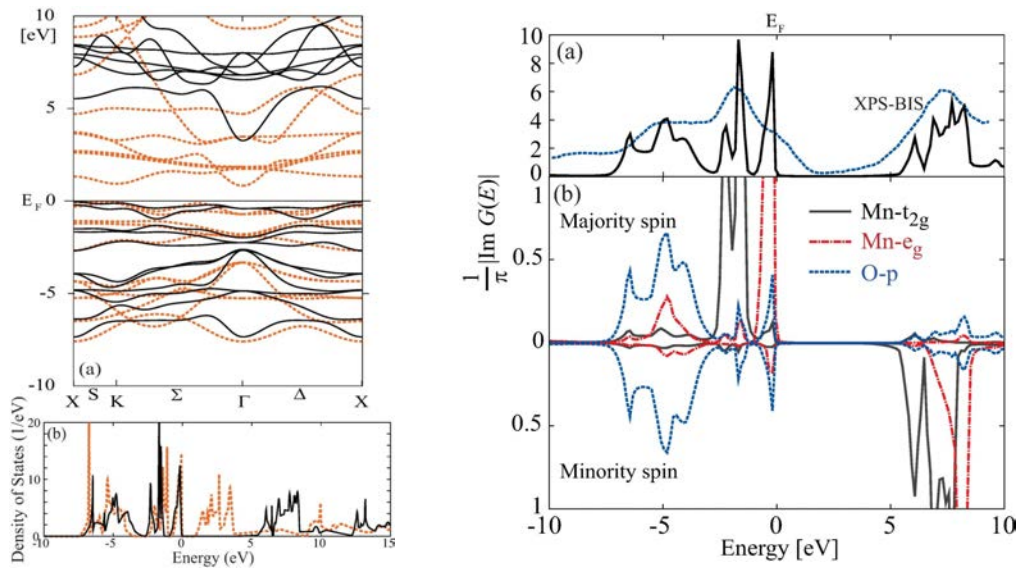 10
[eV]
5
E_F 0
-5
-10
(a)
X S K Σ Γ Δ X
Density of States (1/eV)
20
10
0
(b)
-10 -5 0 5 10 15
Energy (eV)
E_F
(a)
10
8
6
4
2
0
XPS-BIS
(b)
1
0.5
0
0.5
1
1/π |Im G(E)|
Majority spin
Mn-t_2g
Mn-e_g
O-p
Minority spin
-10 -5 0 5 10
Energy [eV]